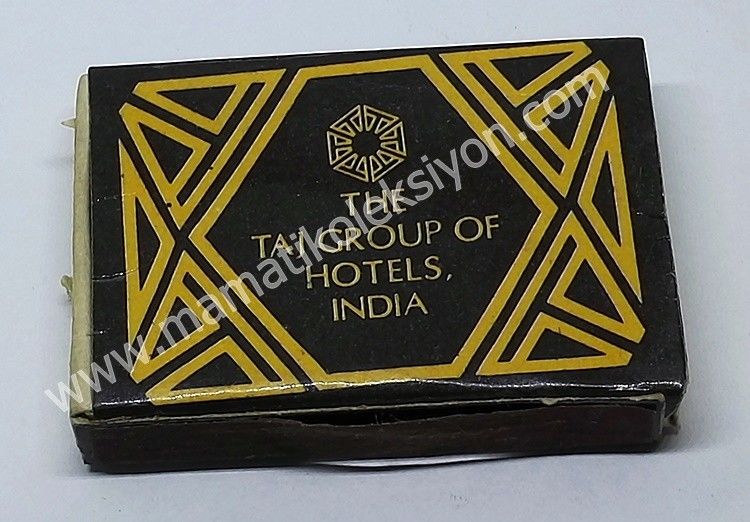 THE
TAJ GROUP OF
HOTELS,
INDIA
www.mamatikoleksiyon.com